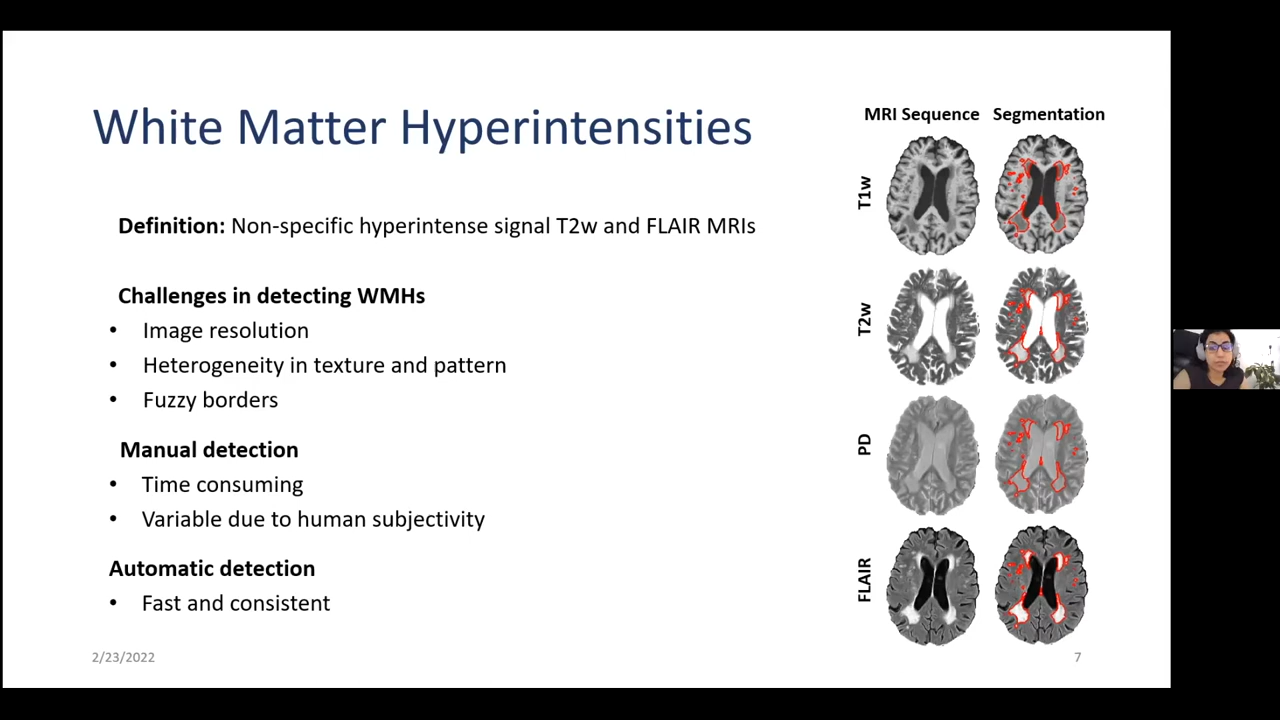 White Matter Hyperintensities
Definition: Non-specific hyperintense signal T2w and FLAIR MRIs
Challenges in detecting WMHs
• Image resolution
• Heterogeneity in texture and pattern
• Fuzzy borders
Manual detection
• Time consuming
• Variable due to human subjectivity
Automatic detection
• Fast and consistent
MRI Sequence Segmentation
T1w
T2w
PD
FLAIR
2/23/2022
7